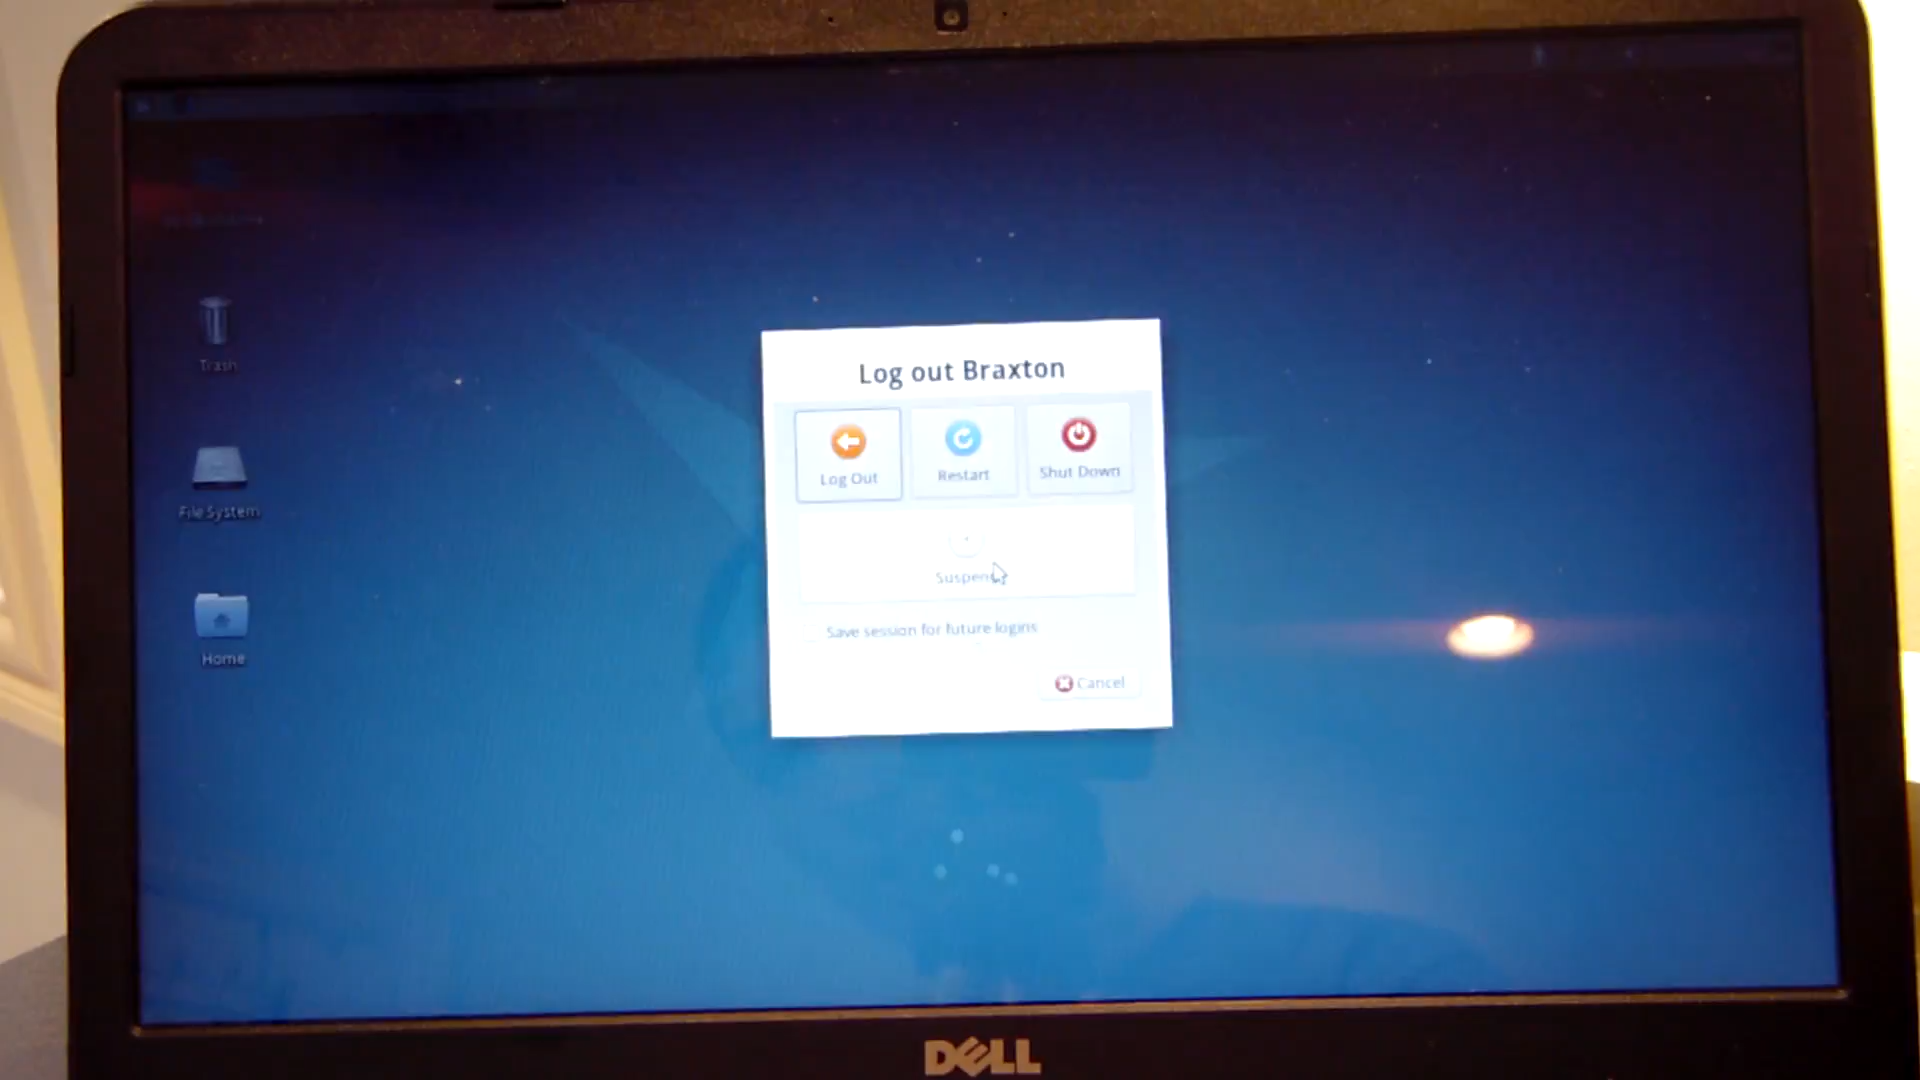 Trash
File System
Home
Log out Braxton
Log Out
Restart
Shut Down
Suspend
Save session for future logins
Cancel
DELL